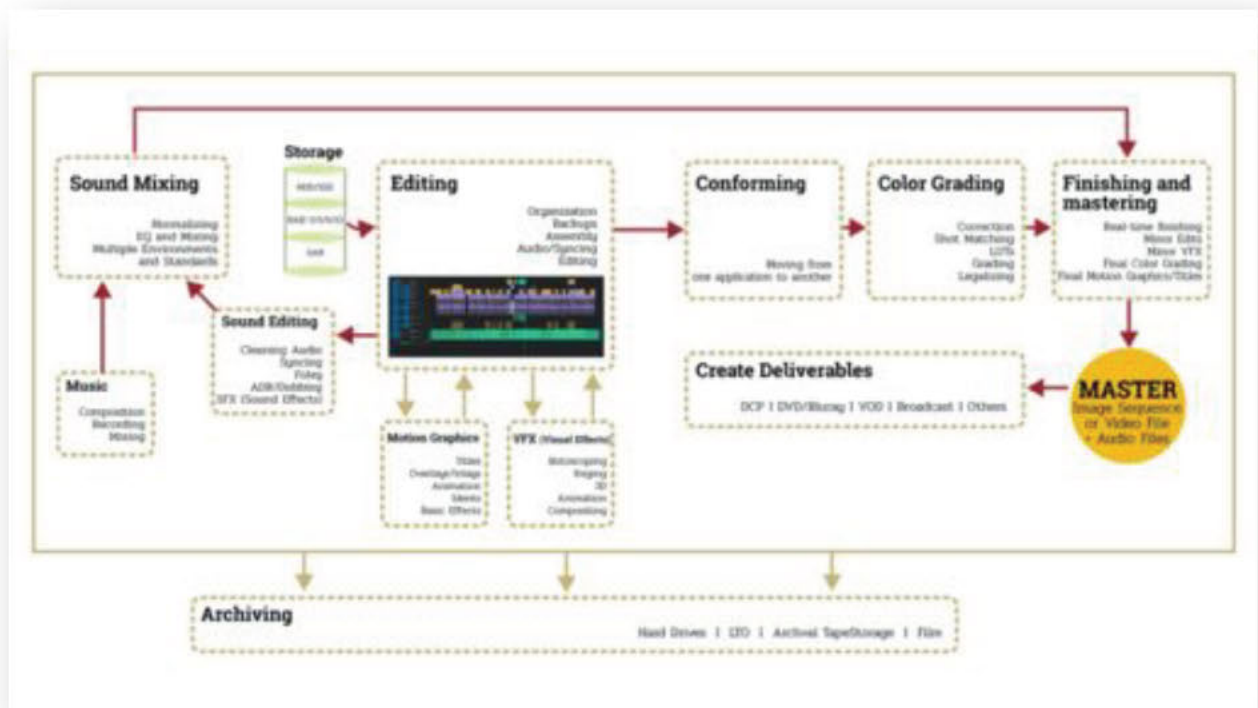 Sound Mixing
Normalizing
EQ and Mixing
Multiple Environments
and Standards
Storage
HDD/SSD
SAN
Editing
Organization
Backups
Assembly
Audio/Syncing
Editing
Conforming
Moving from
one application to another
Color Grading
Correction
Shot Matching
LUTs
Grading
Legalizing
Finishing and
mastering
Real-time finishing
Minor Edits
Minor VFX
Final Color Grading
Final Motion Graphics/Titles
Sound Editing
Cleaning Audio
Syncing
Foley
ADR/Dubbing
SFX (Sound Effects)
Music
Composition
Recording
Mixing
Motion Graphics
Titles
Animation
Basic Effects
VFX (Visual Effects)
Rotoscoping
3D
Animation
Compositing
Create Deliverables
DCP | DVD/Bluray | VOD | Broadcast | Others
MASTER
Image Sequence
or Video File
+ Audio Files
Archiving
Hard Drives | LTO | Archival TapeStorage | Film